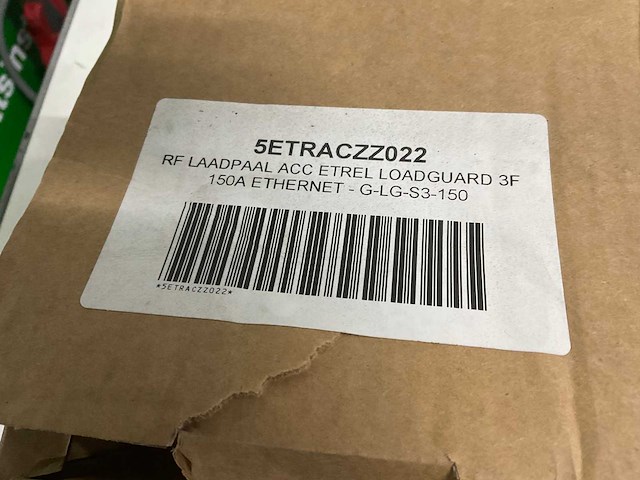 5ETRACZZ022
RF LAADPAAL ACC ETREL LOADGUARD 3F
150A ETHERNET - G-LG-S3-150
*5ETRACZZ022*